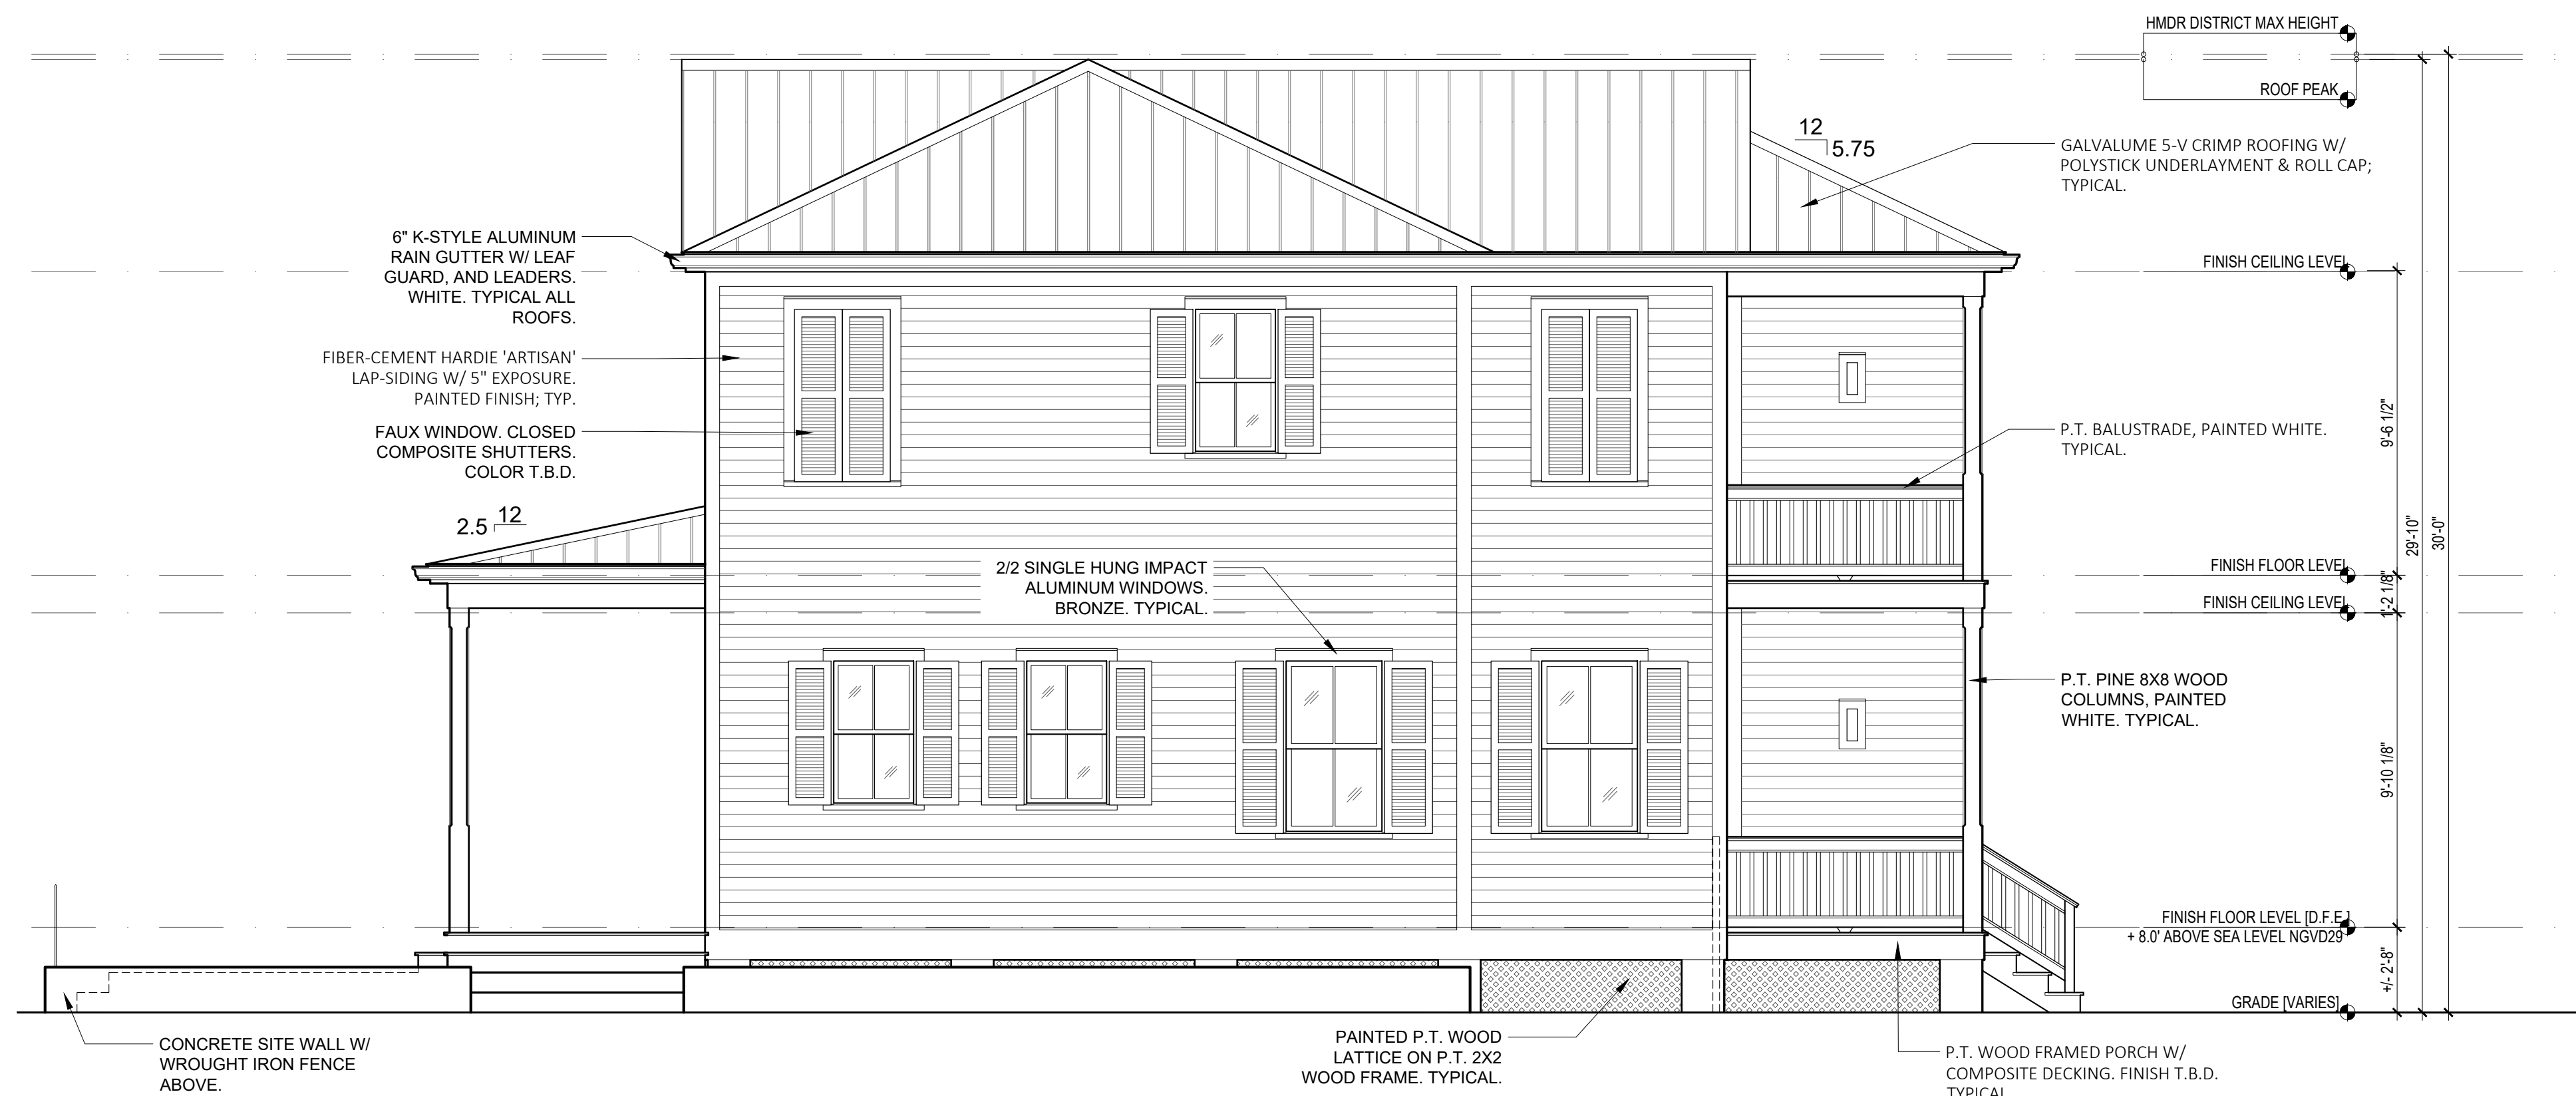 HMDR DISTRICT MAX HEIGHT
ROOF PEAK
12
5.75
GALVALUME 5-V CRIMP ROOFING W/
POLYSTICK UNDERLAYMENT & ROLL CAP;
TYPICAL.
6" K-STYLE ALUMINUM
RAIN GUTTER W/ LEAF
GUARD, AND LEADERS.
WHITE. TYPICAL ALL
ROOFS.
FINISH CEILING LEVEL
FIBER-CEMENT HARDIE 'ARTISAN'
LAP-SIDING W/ 5" EXPOSURE.
PAINTED FINISH; TYP.
FAUX WINDOW. CLOSED
COMPOSITE SHUTTERS.
COLOR T.B.D.
9'-6 1/2"
P.T. BALUSTRADE, PAINTED WHITE.
TYPICAL.
12
2.5
29'-10"
30'-0"
2/2 SINGLE HUNG IMPACT
ALUMINUM WINDOWS.
BRONZE. TYPICAL.
FINISH FLOOR LEVEL
1'-2 1/8"
FINISH CEILING LEVEL
P.T. PINE 8X8 WOOD
COLUMNS, PAINTED
WHITE. TYPICAL.
9'-10 1/8"
FINISH FLOOR LEVEL [D.F.E.]
+ 8.0' ABOVE SEA LEVEL NGVD29
+/- 2'-8"
GRADE [VARIES]
CONCRETE SITE WALL W/
WROUGHT IRON FENCE
ABOVE.
PAINTED P.T. WOOD
LATTICE ON P.T. 2X2
WOOD FRAME. TYPICAL.
P.T. WOOD FRAMED PORCH W/
COMPOSITE DECKING. FINISH T.B.D.
TYPICAL